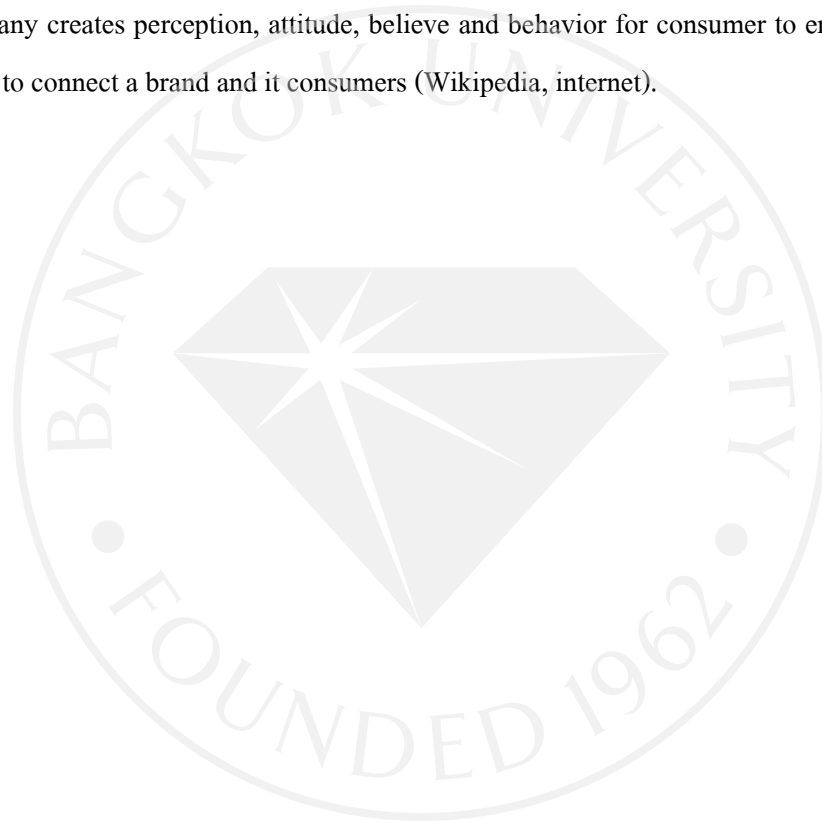 any creates perception, attitude, believe and behavior for consumer to
to connect a brand and it consumers (Wikipedia, internet).
BANGKOK UNIVERSITY
FOUNDED 1962